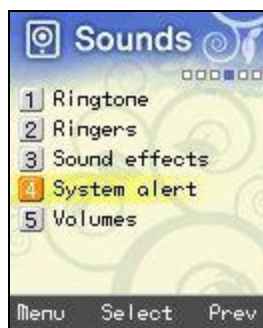 Sounds
1 Ringtone
2 Ringers
3 Sound effects
4 System alert
5 Volumes
Menu Select Prev